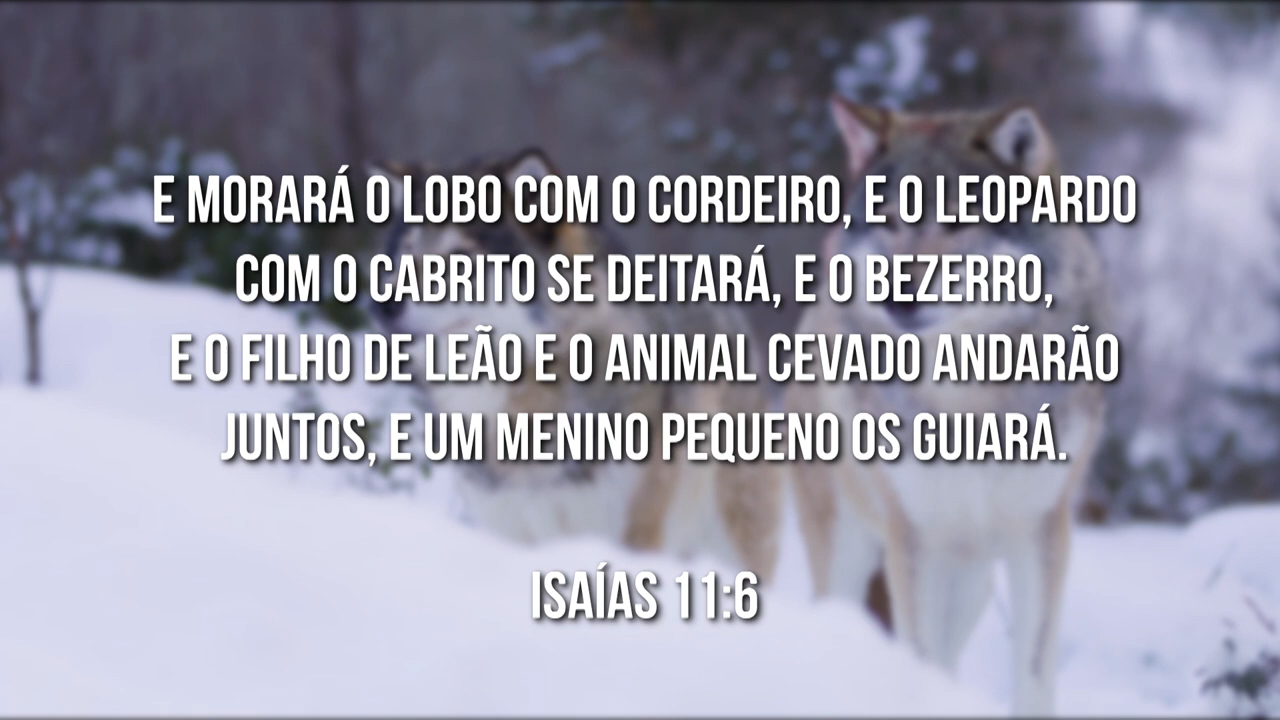 E MORARÁ O LOBO COM O CORDEIRO, E O LEOPARDO
COM O CABRITO SE DEITARÁ, E O BEZERRO,
E O FILHO DE LEÃO E O ANIMAL CEVADO ANDARÃO
JUNTOS, E UM MENINO PEQUENO OS GUIARÁ.
ISAÍAS 11:6